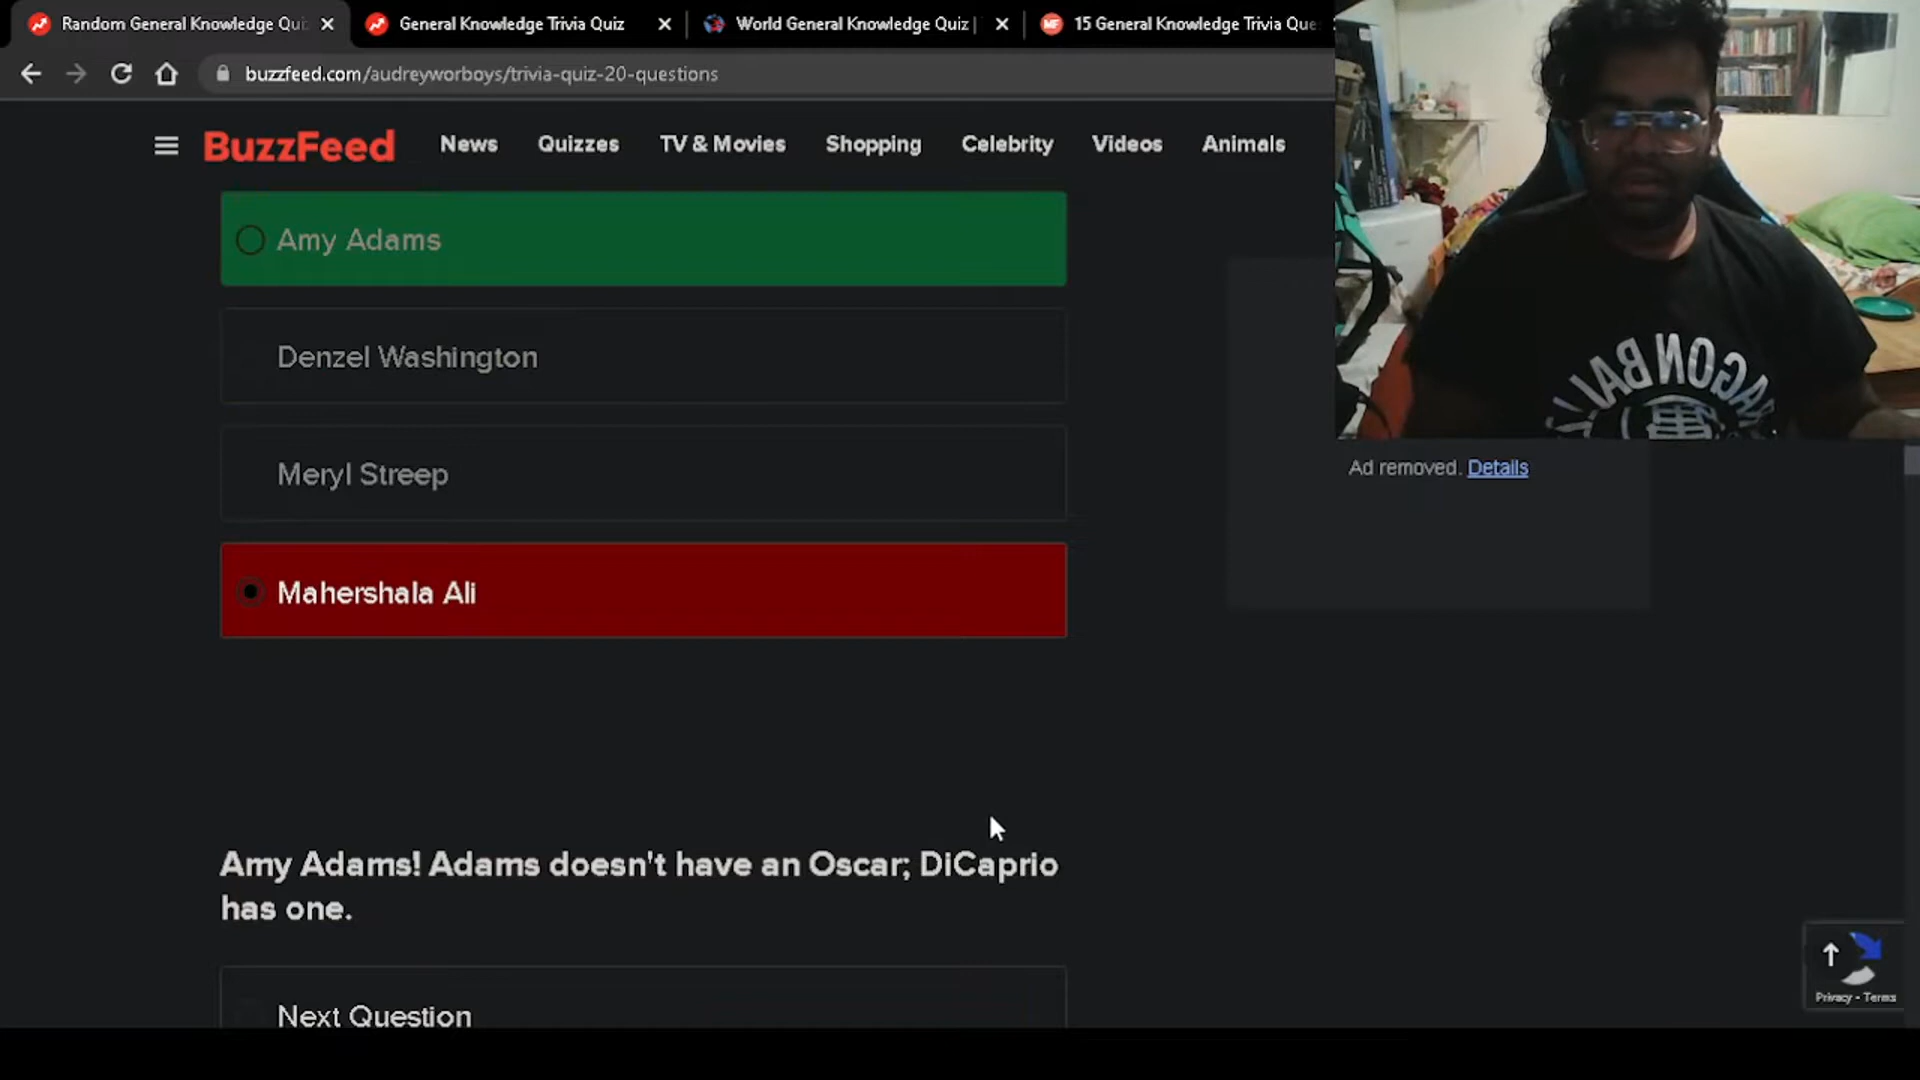 Random General Knowledge Qui
General Knowledge Trivia Quiz
World General Knowledge Quiz |
15 General Knowledge Trivia Que
buzzfeed.com/audreyworboys/trivia-quiz-20-questions
BuzzFeed
News
Quizzes
TV & Movies
Shopping
Celebrity
Videos
Animals
Amy Adams
Denzel Washington
Meryl Streep
Mahershala Ali
Ad removed. Details
Amy Adams! Adams doesn't have an Oscar; DiCaprio
has one.
Next Question
Privacy - Terms